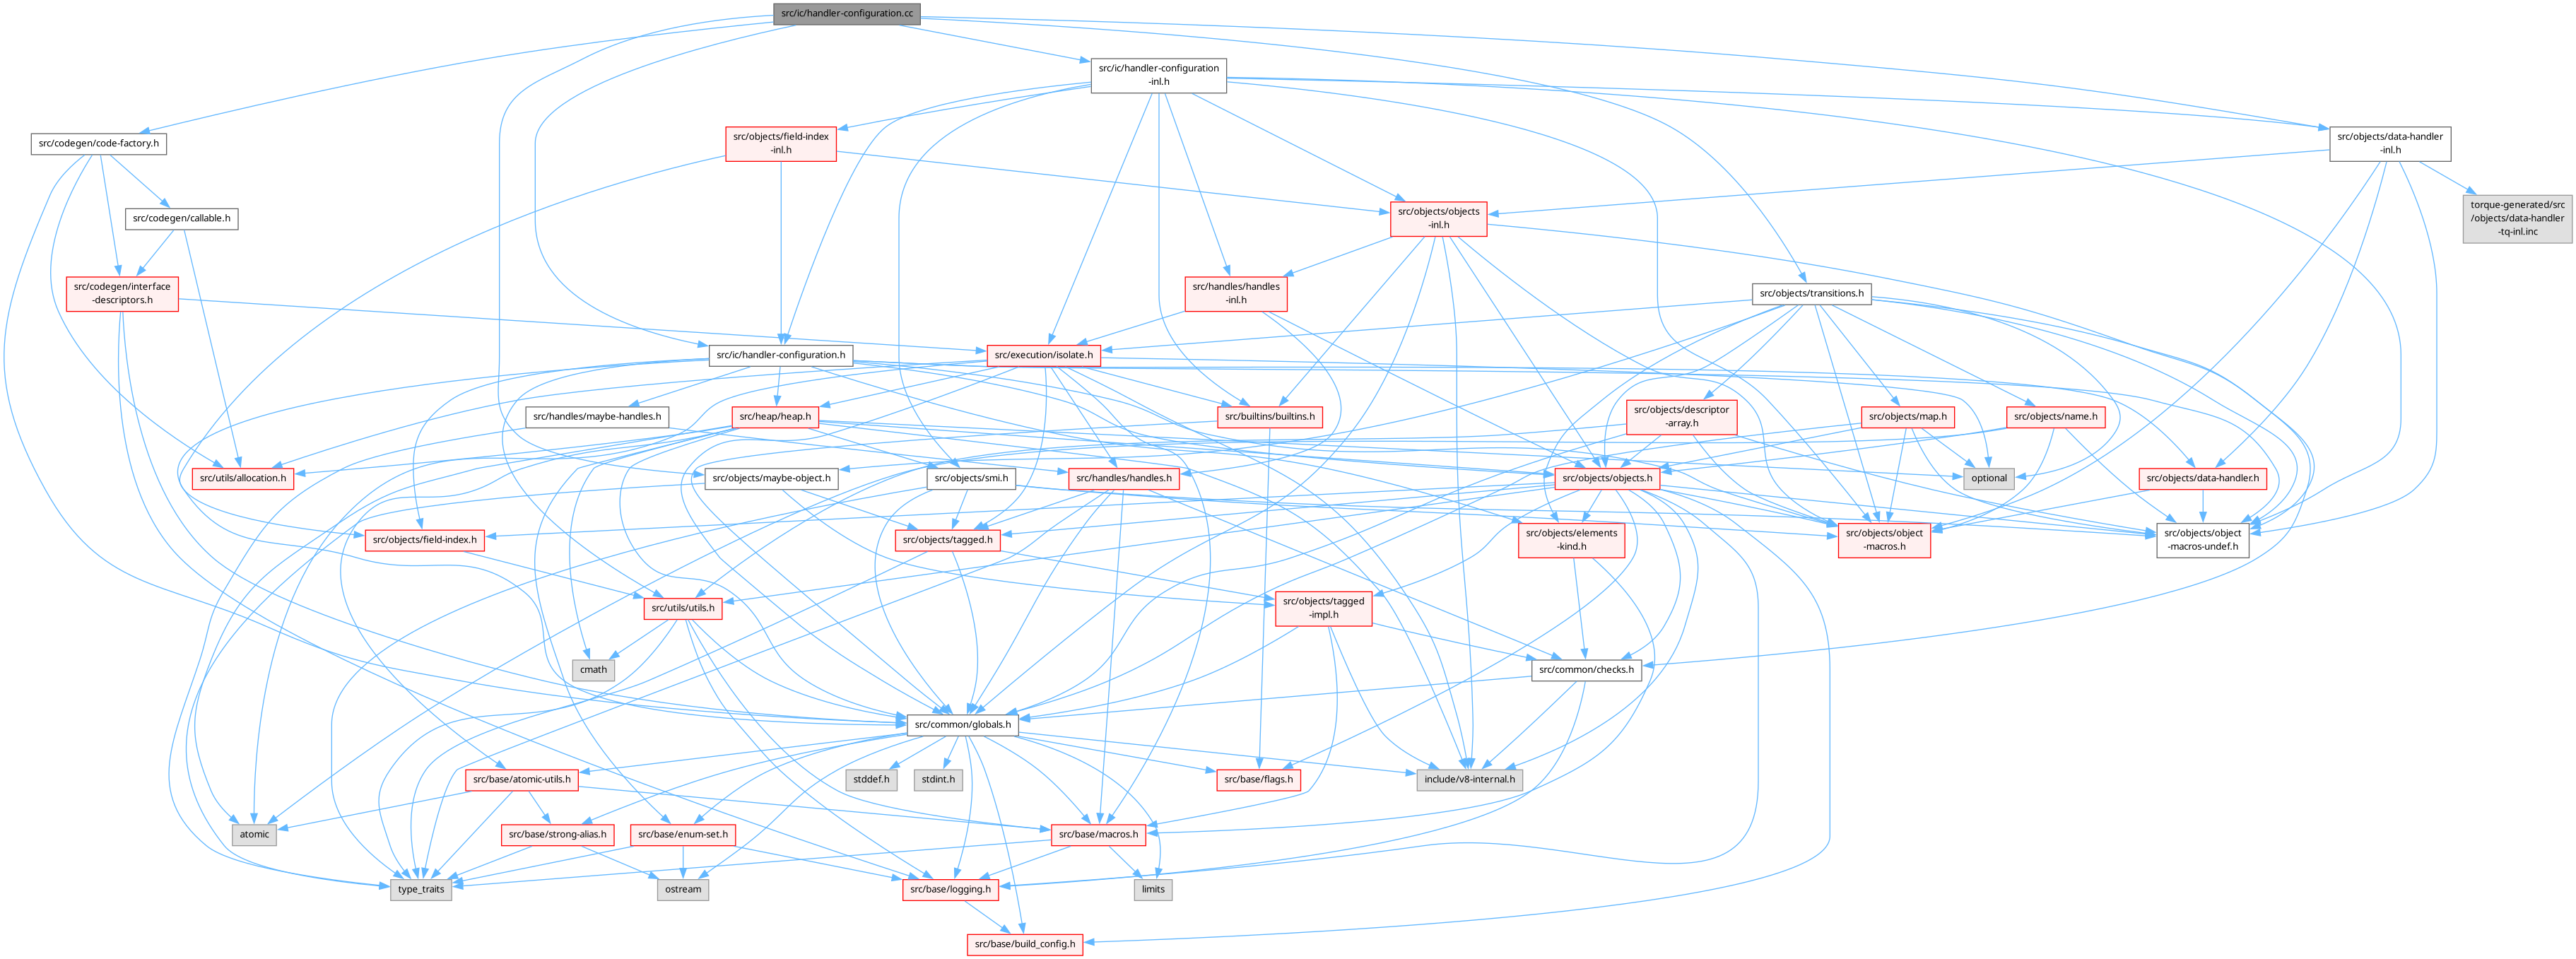 src/ic/handler-configuration.cc
src/ic/handler-configuration
-inl.h
src/codegen/code-factory.h
src/objects/field-index
-inl.h
src/objects/data-handler
-inl.h
src/codegen/callable.h
src/objects/objects
-inl.h
torque-generated/src
/objects/data-handler
-tq-inl.inc
src/codegen/interface
-descriptors.h
src/handles/handles
-inl.h
src/objects/transitions.h
src/ic/handler-configuration.h
src/execution/isolate.h
src/handles/maybe-handles.h
src/heap/heap.h
src/builtins/builtins.h
src/objects/descriptor
-array.h
src/objects/map.h
src/objects/name.h
src/utils/allocation.h
src/objects/maybe-object.h
src/objects/smi.h
src/handles/handles.h
src/objects/objects.h
optional
src/objects/data-handler.h
src/objects/field-index.h
src/objects/tagged.h
src/objects/elements
-kind.h
src/objects/object
-macros.h
src/objects/object
-macros-undef.h
src/utils/utils.h
src/objects/tagged
-impl.h
cmath
src/common/checks.h
src/common/globals.h
src/base/atomic-utils.h
stddef.h
stdint.h
src/base/flags.h
include/v8-internal.h
atomic
src/base/strong-alias.h
src/base/enum-set.h
src/base/macros.h
type_traits
ostream
src/base/logging.h
limits
src/base/build_config.h